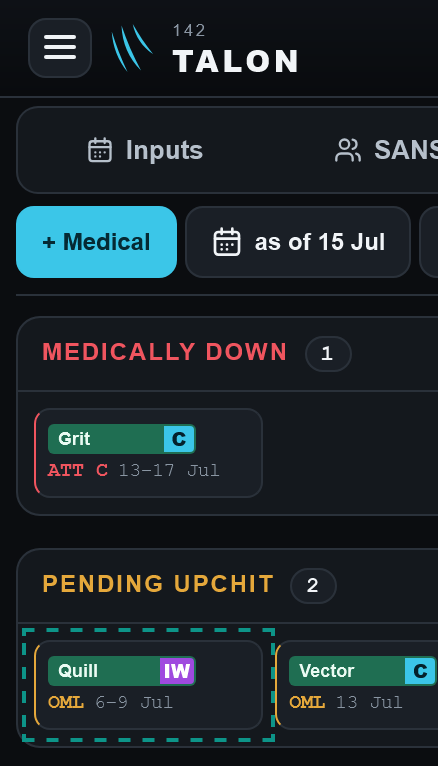 142
TALON
Inputs
SANS
+ Medical
as of 15 Jul
MEDICALLY DOWN 1
Grit C
ATT C 13–17 Jul
PENDING UPCHIT 2
Quill IW
Vector C
OML 6–9 Jul
OML 13 Jul